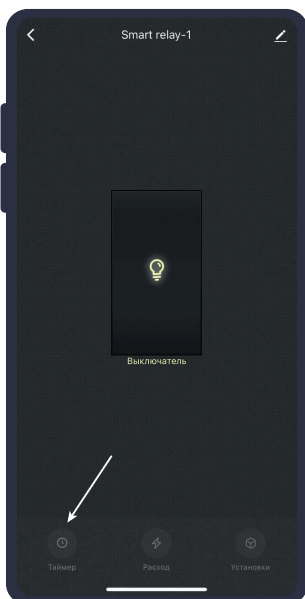 Smart relay-1
Выключатель
Таймер
Расход
Установки